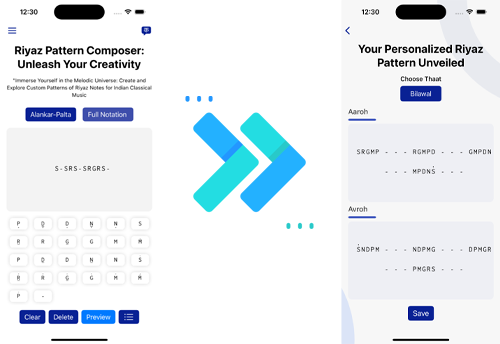 12:30
Riyaz Pattern Composer:
Unleash Your Creativity
"Immerse Yourself in the Melodic Universe: Create and
Explore Custom Patterns of Riyaz Notes for Indian Classical
Music
Alankar-Palta Full Notation
S-SRS-SRGRS-
P D D N N S
R R G G M M
P D D N N S
R R G G M M
P -
Clear Delete Preview
12:30
Your Personalized Riyaz
Pattern Unveiled
Choose Thaat
Bilawal
Aaroh
SRGMP - - - RGMPD - - - GMPDN
- - - MPDNṠ - - -
Avroh
ṠNDPM - - - NDPMG - - - DPMGR
- - - PMGRS - - -
Save